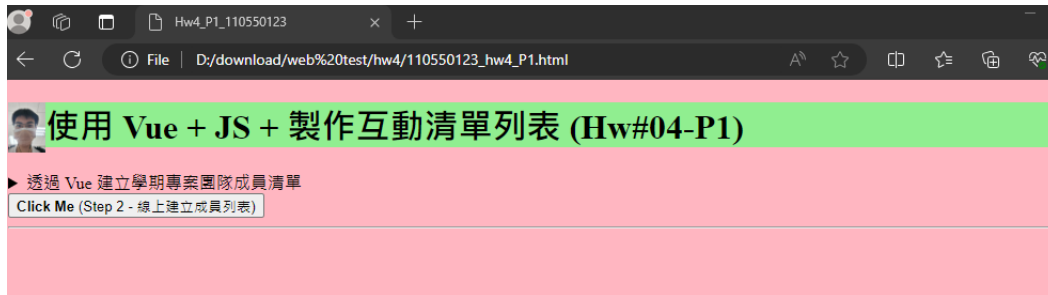 Hw4_P1_110550123
File D:/download/web%20test/hw4/110550123_hw4_P1.html
使用 Vue + JS + 製作互動清單列表 (Hw#04-P1)
透過 Vue 建立學期專案團隊成員清單
Click Me (Step 2 - 線上建立成員列表)